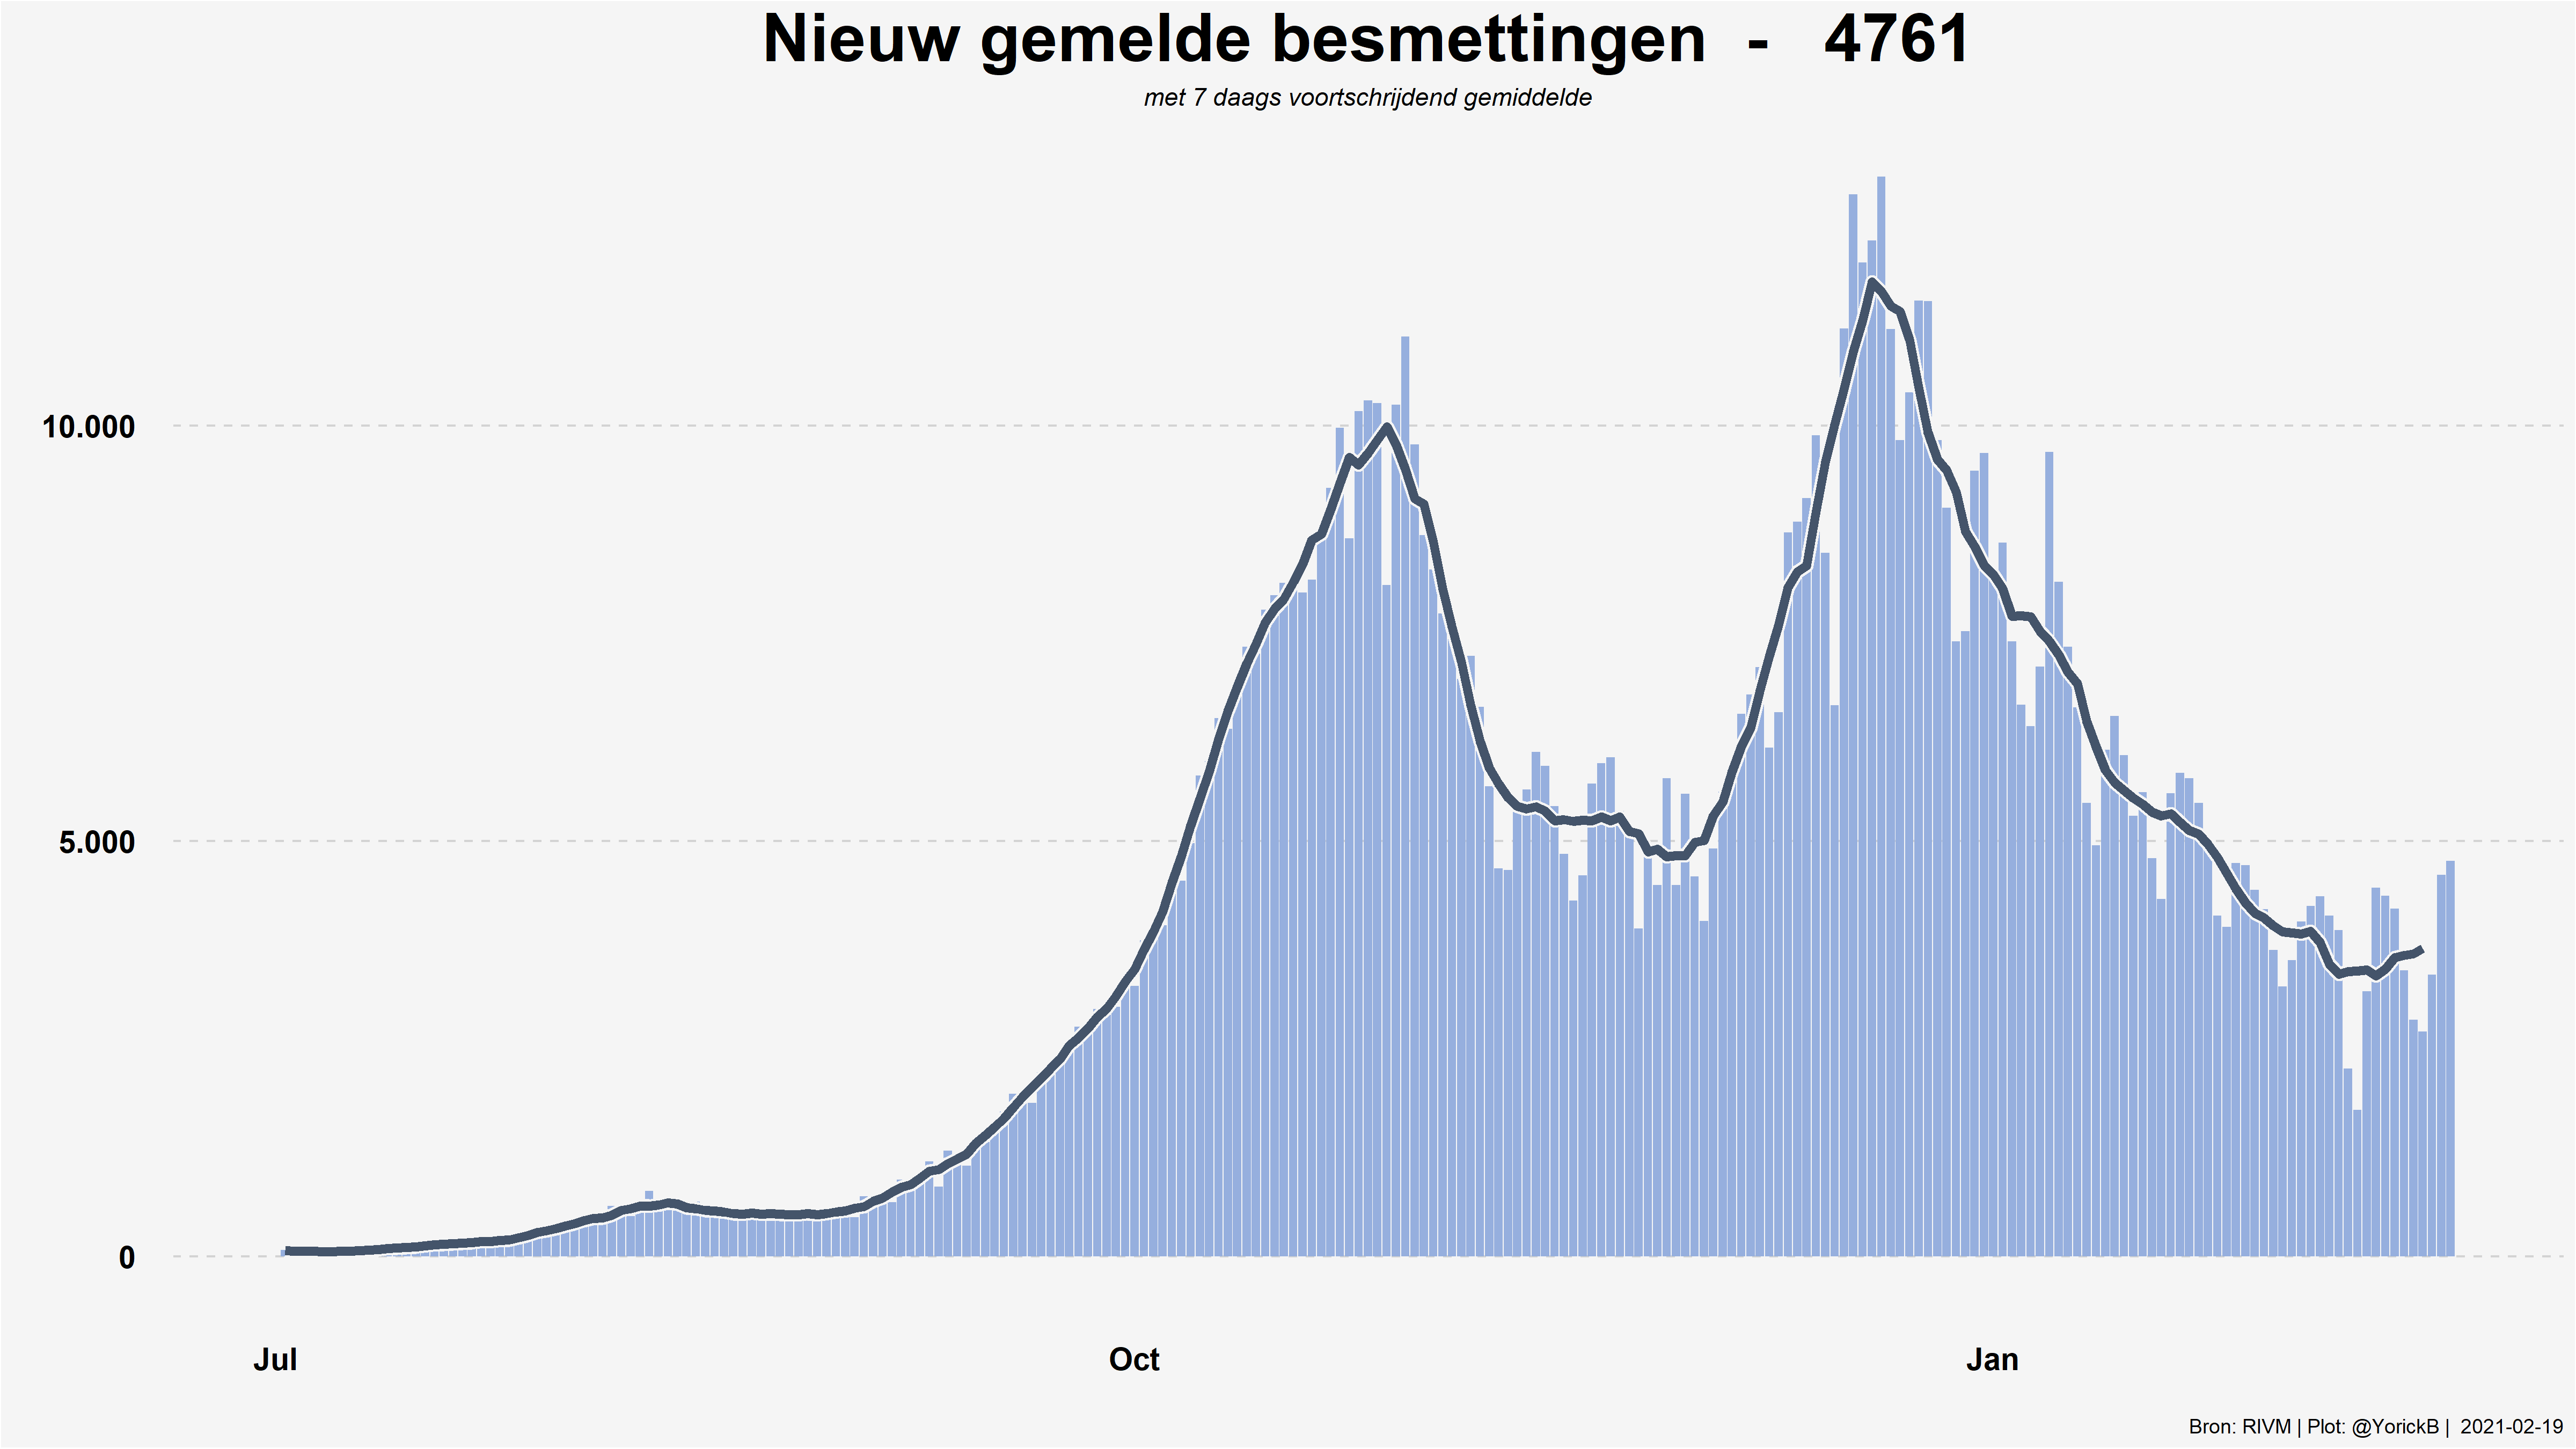 Nieuw gemelde besmettingen - 4761
met 7 daags voortschrijdend gemiddelde
10.000
5.000
0
Jul Oct Jan
Bron: RIVM | Plot: @YorickB | 2021-02-19